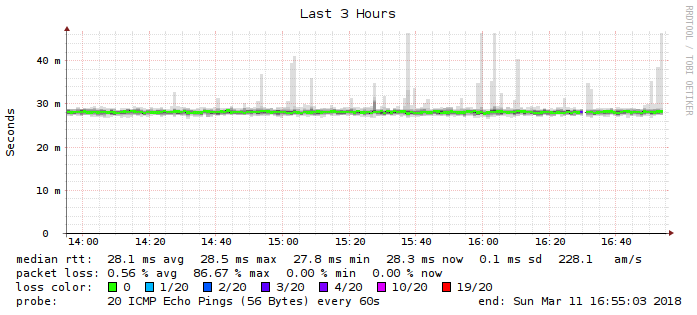 Last 3 Hours
RRDTOOL / TOBI OETIKER
Seconds
40 m
30 m
20 m
10 m
0
14:00 14:20 14:40 15:00 15:20 15:40 16:00 16:20 16:40
median rtt: 28.1 ms avg 28.5 ms max 27.8 ms min 28.3 ms now 0.1 ms sd 228.1 am/s
packet loss: 0.56 % avg 86.67 % max 0.00 % min 0.00 % now
loss color: 0 1/20 2/20 3/20 4/20 10/20 19/20
probe: 20 ICMP Echo Pings (56 Bytes) every 60s end: Sun Mar 11 16:55:03 2018